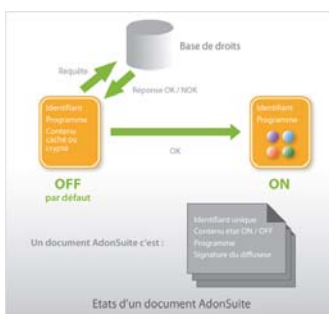 Base de droits
Requête
Réponse OK / NOK
Identifiant
Programme
Contenu
caché ou
crypté
OK
Identifiant
Programme
OFF
par défaut
ON
Un document AdonSuite c'est :
Identifiant unique
Contenu état ON / OFF
Programme
Signature du diffuseur
Etats d'un document AdonSuite